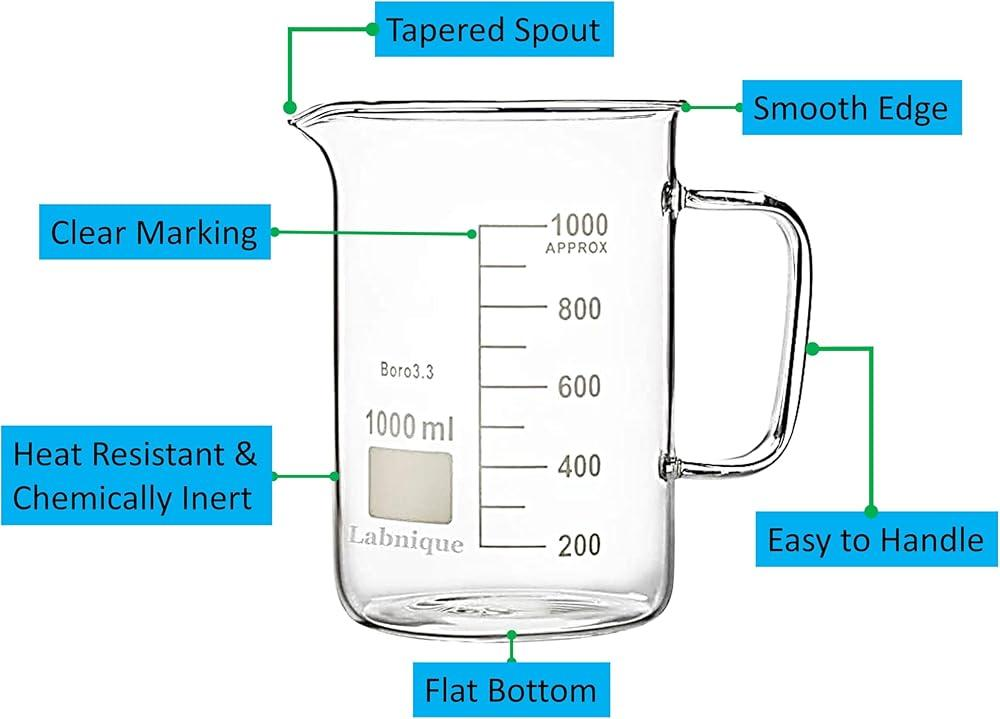 Tapered Spout
Smooth Edge
Clear Marking
1000
APPROX
800
Boro3.3
600
1000 ml
400
Heat Resistant &
Chemically Inert
Labnique
200
Easy to Handle
Flat Bottom